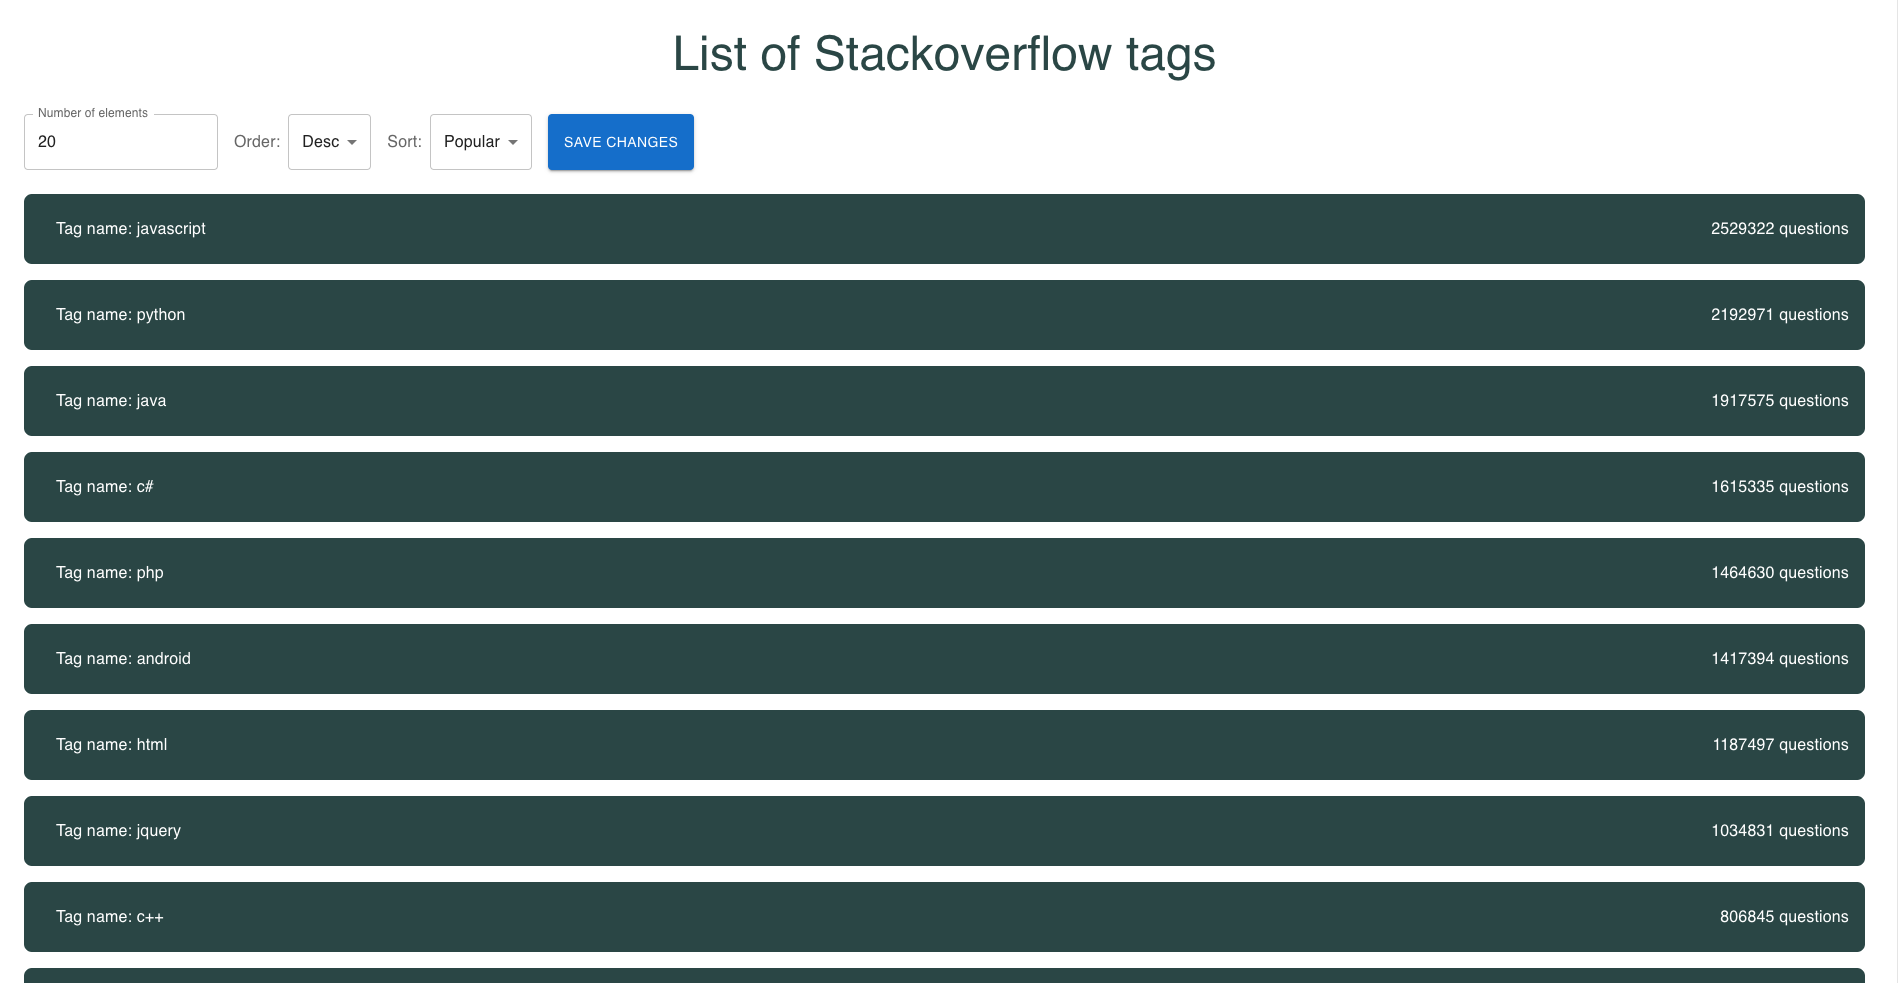 List of Stackoverflow tags
Number of elements
20
Order: Desc Sort: Popular SAVE CHANGES
Tag name: javascript 2529322 questions
Tag name: python 2192971 questions
Tag name: java 1917575 questions
Tag name: c# 1615335 questions
Tag name: php 1464630 questions
Tag name: android 1417394 questions
Tag name: html 1187497 questions
Tag name: jquery 1034831 questions
Tag name: c++ 806845 questions